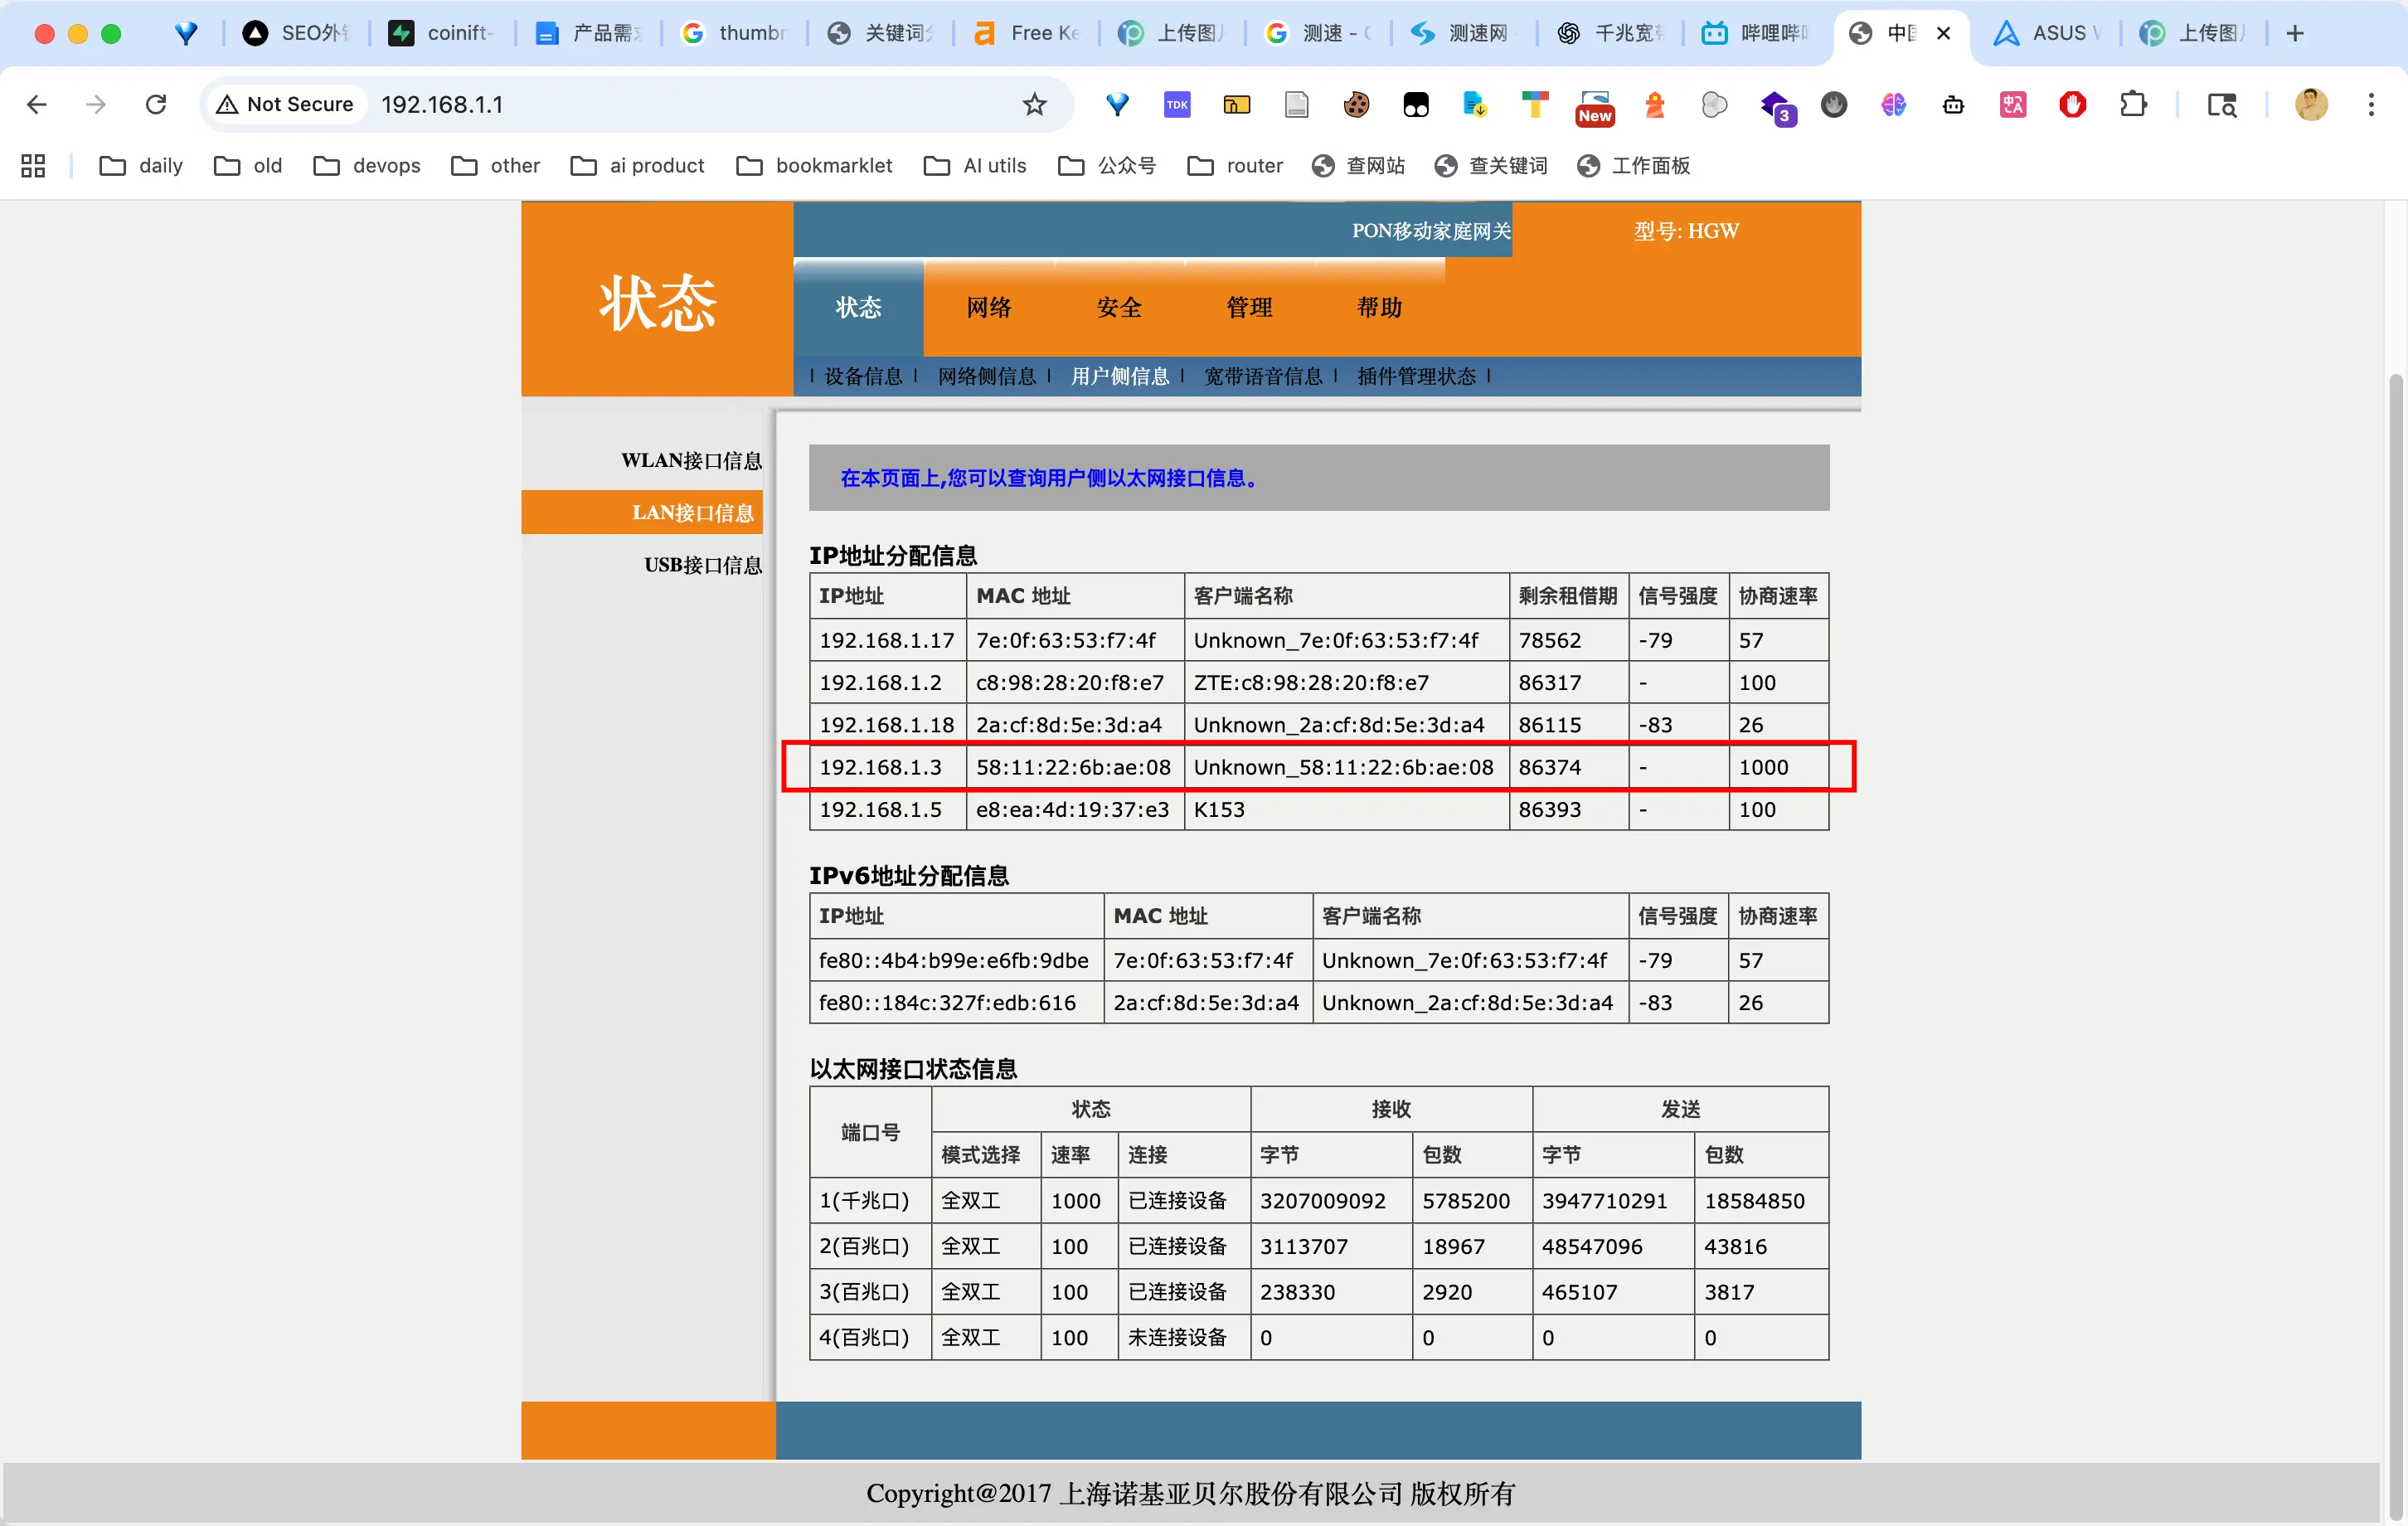 SEO外
coinift-
产品需
thumbn
关键词
Free Ke
上传图
测速 -
测速网
千兆宽
哔哩哔
中
ASUS
上传图
Not Secure
192.168.1.1
TDK
New
3
daily
old
devops
other
ai product
bookmarklet
AI utils
公众号
router
查网站
查关键词
工作面板
PON移动家庭网关
型号: HGW
状态
状态 网络 安全 管理 帮助
| 设备信息 | 网络侧信息 | 用户侧信息 | 宽带语音信息 | 插件管理状态 |
WLAN接口信息
LAN接口信息
USB接口信息
在本页面上,您可以查询用户侧以太网接口信息。
IP地址分配信息
IP地址 MAC 地址 客户端名称 剩余租借期 信号强度 协商速率
192.168.1.17 7e:0f:63:53:f7:4f Unknown_7e:0f:63:53:f7:4f 78562 -79 57
192.168.1.2 c8:98:28:20:f8:e7 ZTE:c8:98:28:20:f8:e7 86317 - 100
192.168.1.18 2a:cf:8d:5e:3d:a4 Unknown_2a:cf:8d:5e:3d:a4 86115 -83 26
192.168.1.3 58:11:22:6b:ae:08 Unknown_58:11:22:6b:ae:08 86374 - 1000
192.168.1.5 e8:ea:4d:19:37:e3 K153 86393 - 100
IPv6地址分配信息
IP地址 MAC 地址 客户端名称 信号强度 协商速率
fe80::4b4:b99e:e6fb:9dbe 7e:0f:63:53:f7:4f Unknown_7e:0f:63:53:f7:4f -79 57
fe80::184c:327f:edb:616 2a:cf:8d:5e:3d:a4 Unknown_2a:cf:8d:5e:3d:a4 -83 26
以太网接口状态信息
端口号 状态 接收 发送
模式选择 速率 连接 字节 包数 字节 包数
1(千兆口) 全双工 1000 已连接设备 3207009092 5785200 3947710291 18584850
2(百兆口) 全双工 100 已连接设备 3113707 18967 48547096 43816
3(百兆口) 全双工 100 已连接设备 238330 2920 465107 3817
4(百兆口) 全双工 100 未连接设备 0 0 0 0
Copyright@2017 上海诺基亚贝尔股份有限公司 版权所有